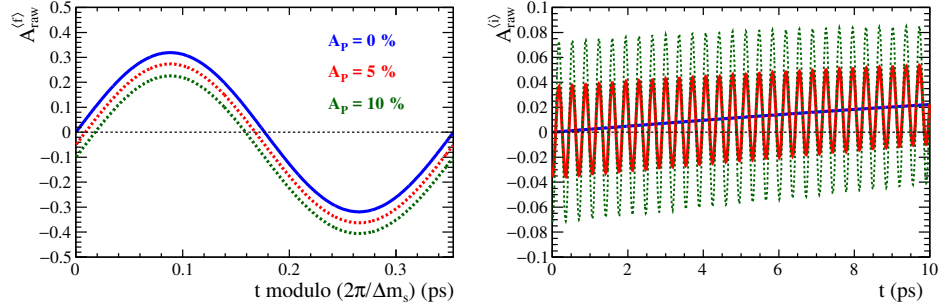 A_raw^⟨f⟩
0.5
0.4
0.3
0.2
0.1
0
−0.1
−0.2
−0.3
−0.4
−0.5
A_P = 0 %
A_P = 5 %
A_P = 10 %
0 0.1 0.2 0.3
t modulo (2π/Δm_s) (ps)
A_raw^⟨i⟩
0.1
0.08
0.06
0.04
0.02
0
−0.02
−0.04
−0.06
−0.08
−0.1
0 2 4 6 8 10
t (ps)